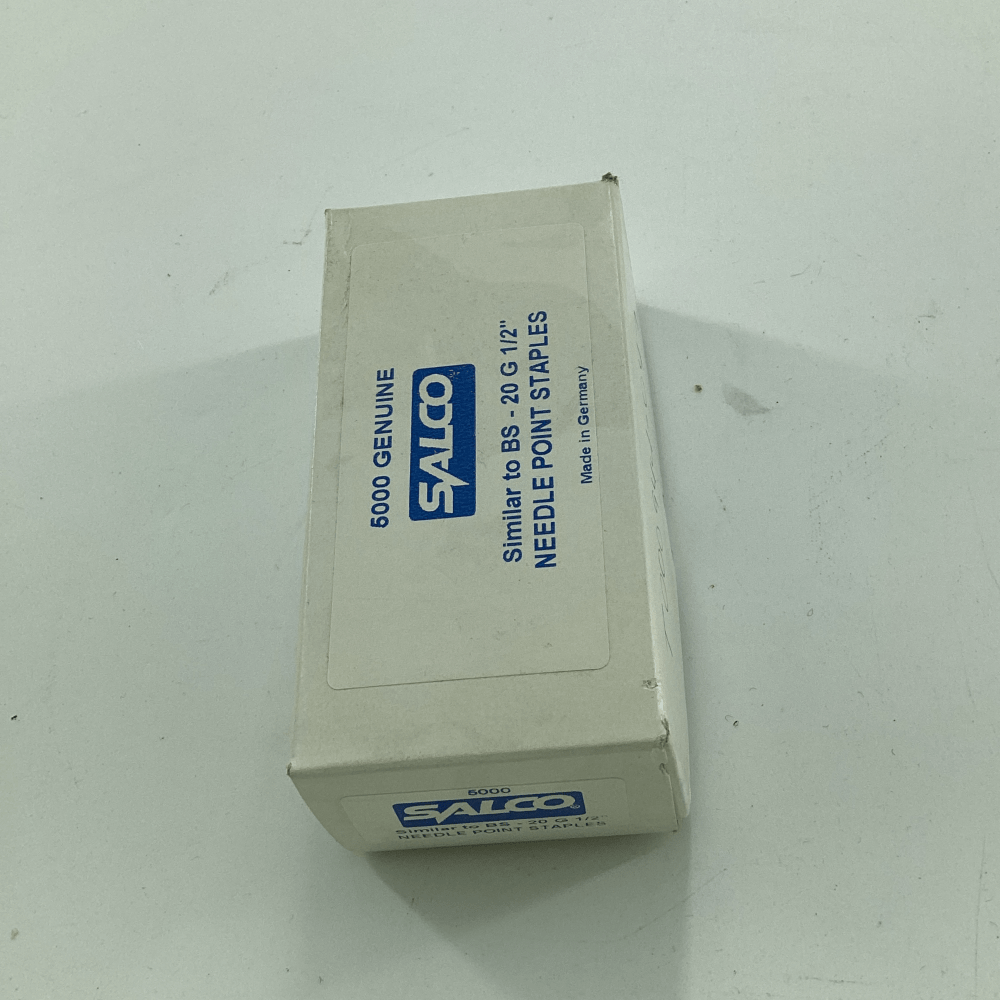 5000 GENUINE
SALCO
Similar to BS - 20 G 1/2"
NEEDLE POINT STAPLES
Made in Germany
5000
SALCO®
Similar to BS - 20 G 1/2"
NEEDLE POINT STAPLES